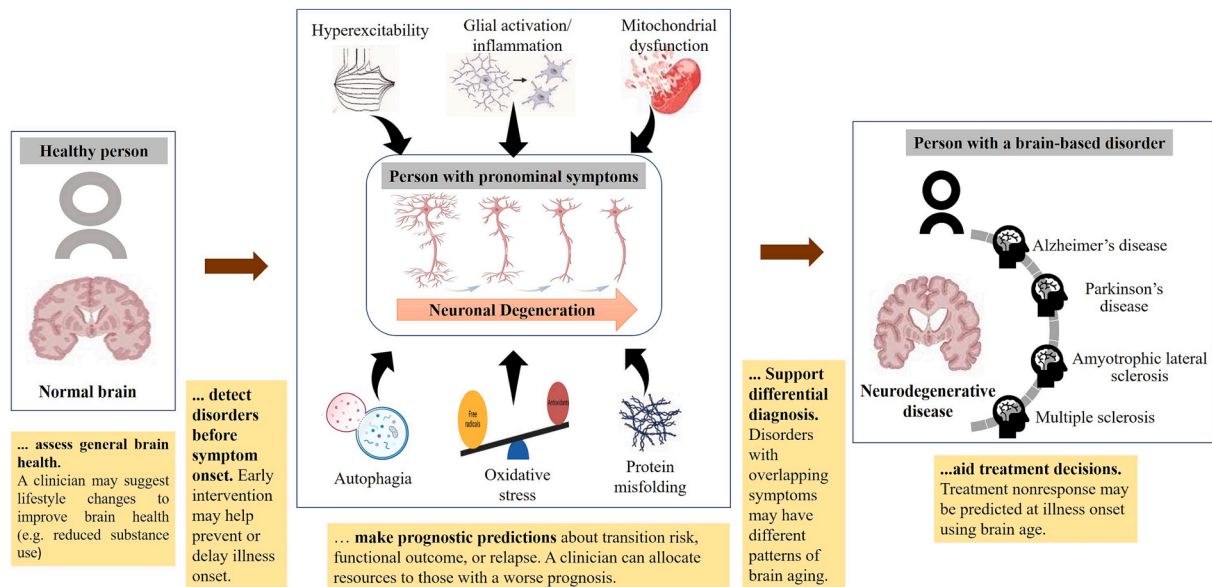 Healthy person
Normal brain
... assess general brain
health.
A clinician may suggest
lifestyle changes to
improve brain health
(e.g. reduced substance
use)
... detect
disorders
before
symptom
onset. Early
intervention
may help
prevent or
delay illness
onset.
Hyperexcitability
Glial activation/
inflammation
Mitochondrial
dysfunction
Person with pronominal symptoms
Neuronal Degeneration
Autophagia
Free
radicals
Antioxidants
Oxidative
stress
Protein
misfolding
... make prognostic predictions about transition risk,
functional outcome, or relapse. A clinician can allocate
resources to those with a worse prognosis.
... Support
differential
diagnosis.
Disorders
with
overlapping
symptoms
may have
different
patterns of
brain aging.
Person with a brain-based disorder
Alzheimer's disease
Parkinson's
disease
Amyotrophic lateral
sclerosis
Multiple sclerosis
Neurodegenerative
disease
...aid treatment decisions.
Treatment nonresponse may
be predicted at illness onset
using brain age.